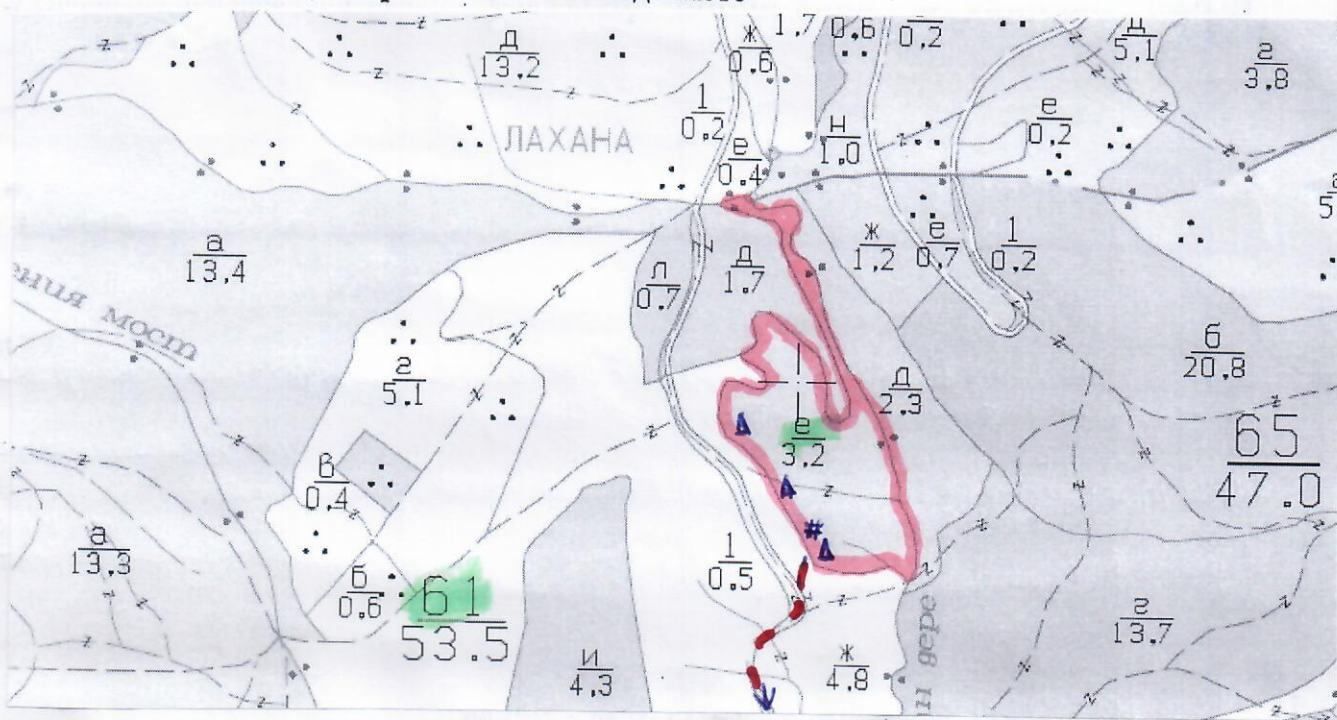 д
13,2
ж
0,6
1,7
0,6
0,2
д
5,1
г
3,8
1
0,2
ЛАХАНА
е
0.4
н
1.0
е
0.2
5
а
13,4
л
0.7
д
1.7
ж
1,2
е
0.7
1
0.2
ения мост
г
5.1
б
20,8
д
2.3
е
3,2
65
47.0
в
0,4
а
13,3
1
0.5
б
0.6
61
53.5
и
4,3
ж
4,8
г
13.7
дере